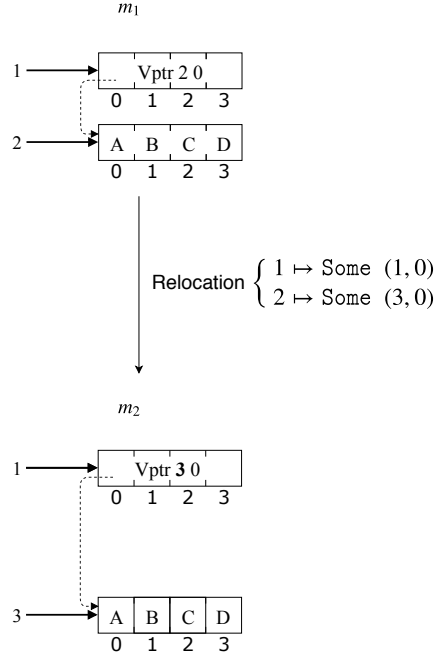 m₁
1 Vptr 2 0
0 1 2 3
2 A B C D
0 1 2 3
Relocation { 1 ↦ Some (1, 0)
2 ↦ Some (3, 0)
m₂
1 Vptr 3 0
0 1 2 3
3 A B C D
0 1 2 3